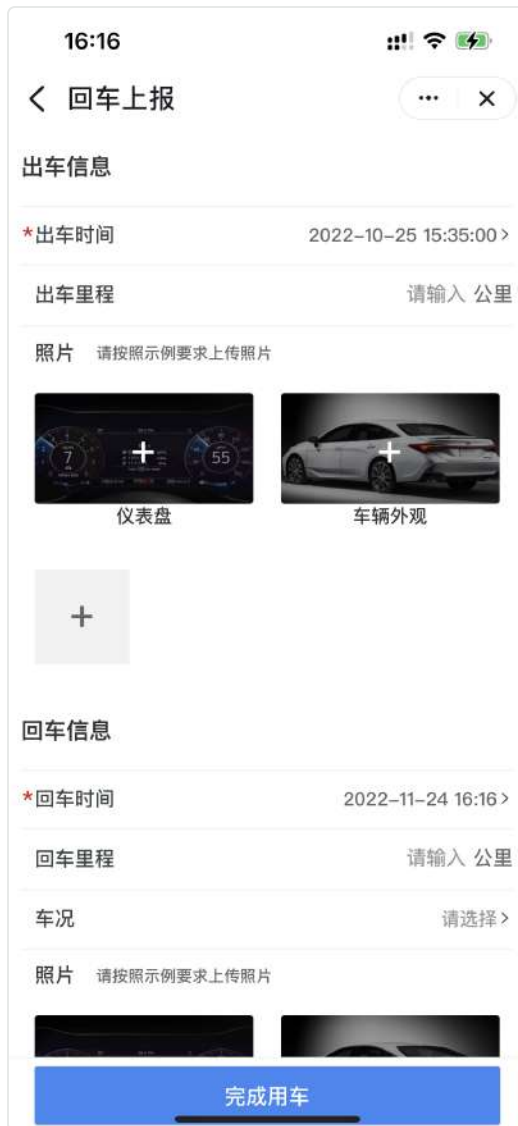 16:16
回车上报
出车信息
*出车时间 2022-10-25 15:35:00
出车里程 请输入 公里
照片 请按照示例要求上传照片
7 55
仪表盘 车辆外观
回车信息
*回车时间 2022-11-24 16:16
回车里程 请输入 公里
车况 请选择
照片 请按照示例要求上传照片
完成用车